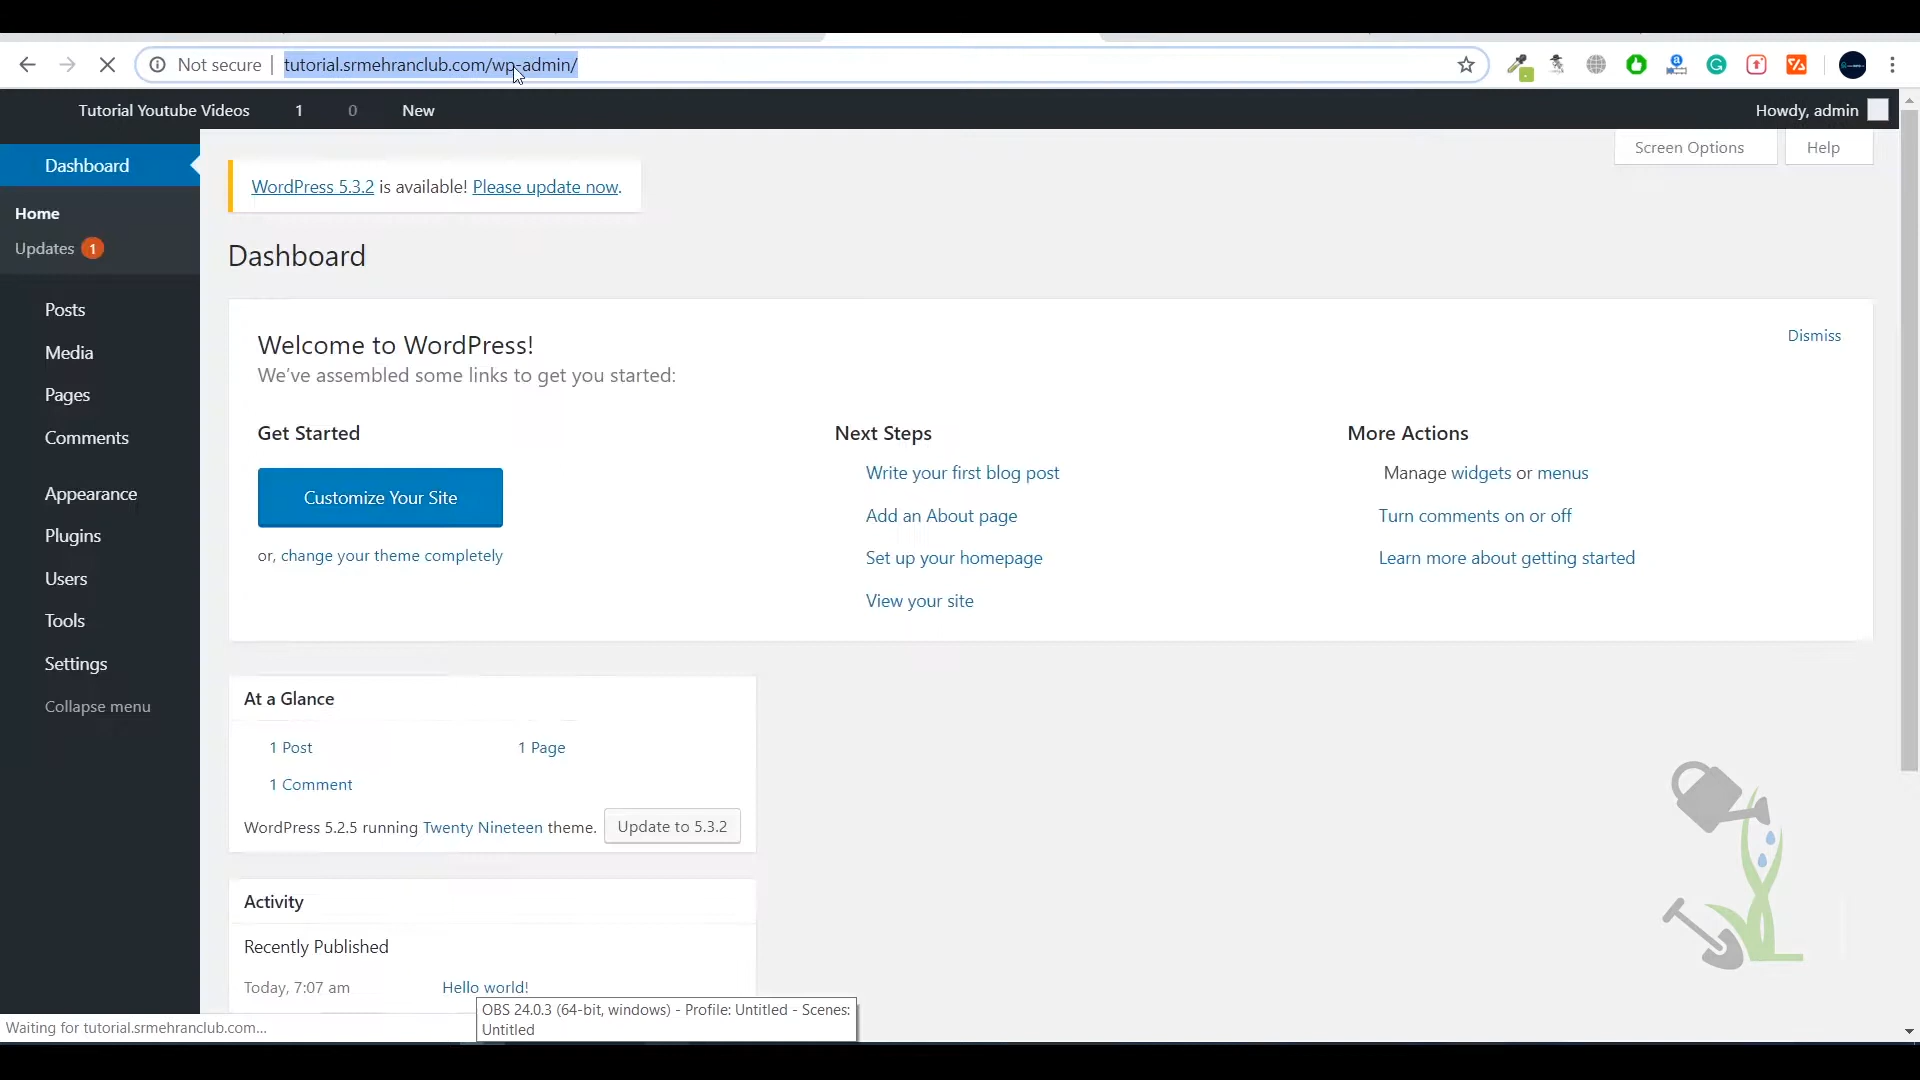 Not secure | tutorial.srmehranclub.com/wp-admin/
Tutorial Youtube Videos 1 0 New Howdy, admin
Screen Options Help
Dashboard
Home
Updates 1
Posts
Media
Pages
Comments
Appearance
Plugins
Users
Tools
Settings
Collapse menu
WordPress 5.3.2 is available! Please update now.
Dashboard
Welcome to WordPress!
Dismiss
We've assembled some links to get you started:
Get Started
Customize Your Site
or, change your theme completely
Next Steps
Write your first blog post
Add an About page
Set up your homepage
View your site
More Actions
Manage widgets or menus
Turn comments on or off
Learn more about getting started
At a Glance
1 Post 1 Page
1 Comment
WordPress 5.2.5 running Twenty Nineteen theme. Update to 5.3.2
Activity
Recently Published
Today, 7:07 am Hello world!
OBS 24.0.3 (64-bit, windows) - Profile: Untitled - Scenes:
Untitled
Waiting for tutorial.srmehranclub.com...